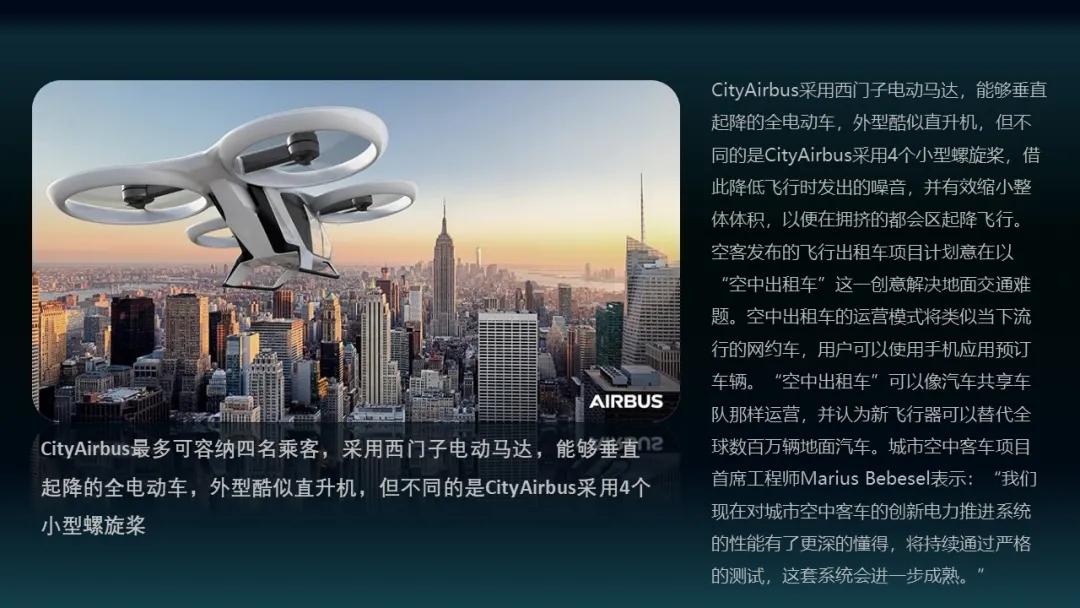 AIRBUS
CityAirbus最多可容纳四名乘客，采用西门子电动马达，能够垂直
起降的全电动车，外型酷似直升机，但不同的是CityAirbus采用4个
小型螺旋桨
CityAirbus采用西门子电动马达，能够垂直
起降的全电动车，外型酷似直升机，但不
同的是CityAirbus采用4个小型螺旋桨，借
此降低飞行时发出的噪音，并有效缩小整
体体积，以便在拥挤的都会区起降飞行。
空客发布的飞行出租车项目计划意在以
“空中出租车”这一创意解决地面交通难
题。空中出租车的运营模式将类似当下流
行的网约车，用户可以使用手机应用预订
车辆。“空中出租车”可以像汽车共享车
队那样运营，并认为新飞行器可以替代全
球数百万辆地面汽车。城市空中客车项目
首席工程师Marius Bebesel表示：“我们
现在对城市空中客车的创新电力推进系统
的性能有了更深的懂得，将持续通过严格
的测试，这套系统会进一步成熟。”